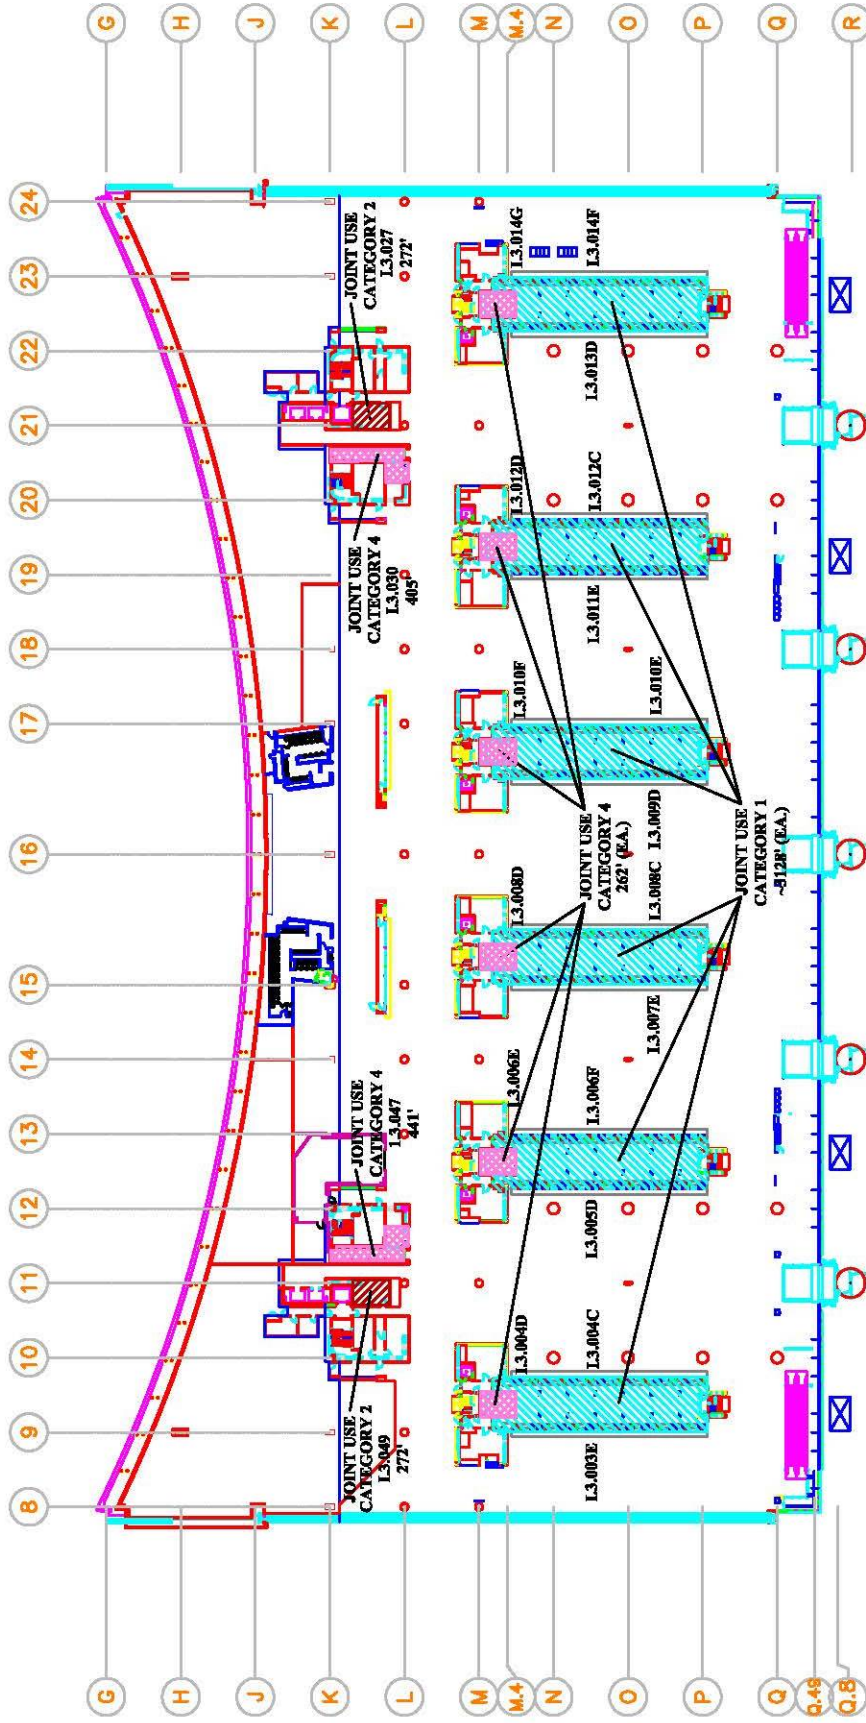 G
H
J
K
L
M
M.4
N
O
P
Q
R
24
23
22
21
20
19
18
17
16
15
14
13
12
11
10
9
8
JOINT USE
CATEGORY 2
L3.027
272'
JOINT USE
CATEGORY 4
L3.030
405'
JOINT USE
CATEGORY 4
L3.047
441'
JOINT USE
CATEGORY 2
L3.049
272'
L3.014G
L3.014F
L3.013D
L3.012D
L3.012C
L3.011E
L3.010F
L3.010E
L3.009D
L3.008D
L3.008C
L3.007E
L3.006E
L3.006F
L3.005D
L3.004D
L3.004C
L3.003E
JOINT USE
CATEGORY 4
262' (EA.)
JOINT USE
CATEGORY 1
~3128' (EA.)
G
H
J
K
L
M
M.4
N
O
P
Q
Q.49
Q.8